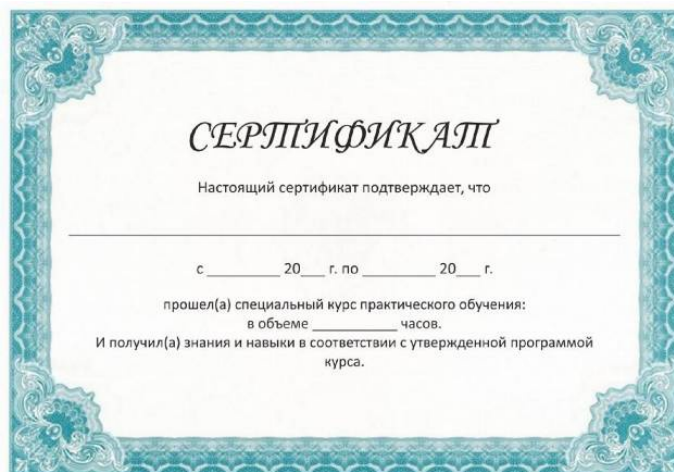 СЕРТИФИКАТ
Настоящий сертификат подтверждает, что
с _________ 20___ г. по _________ 20___ г.
прошел(а) специальный курс практического обучения:
в объеме ___________ часов.
И получил(а) знания и навыки в соответствии с утвержденной программой
курса.